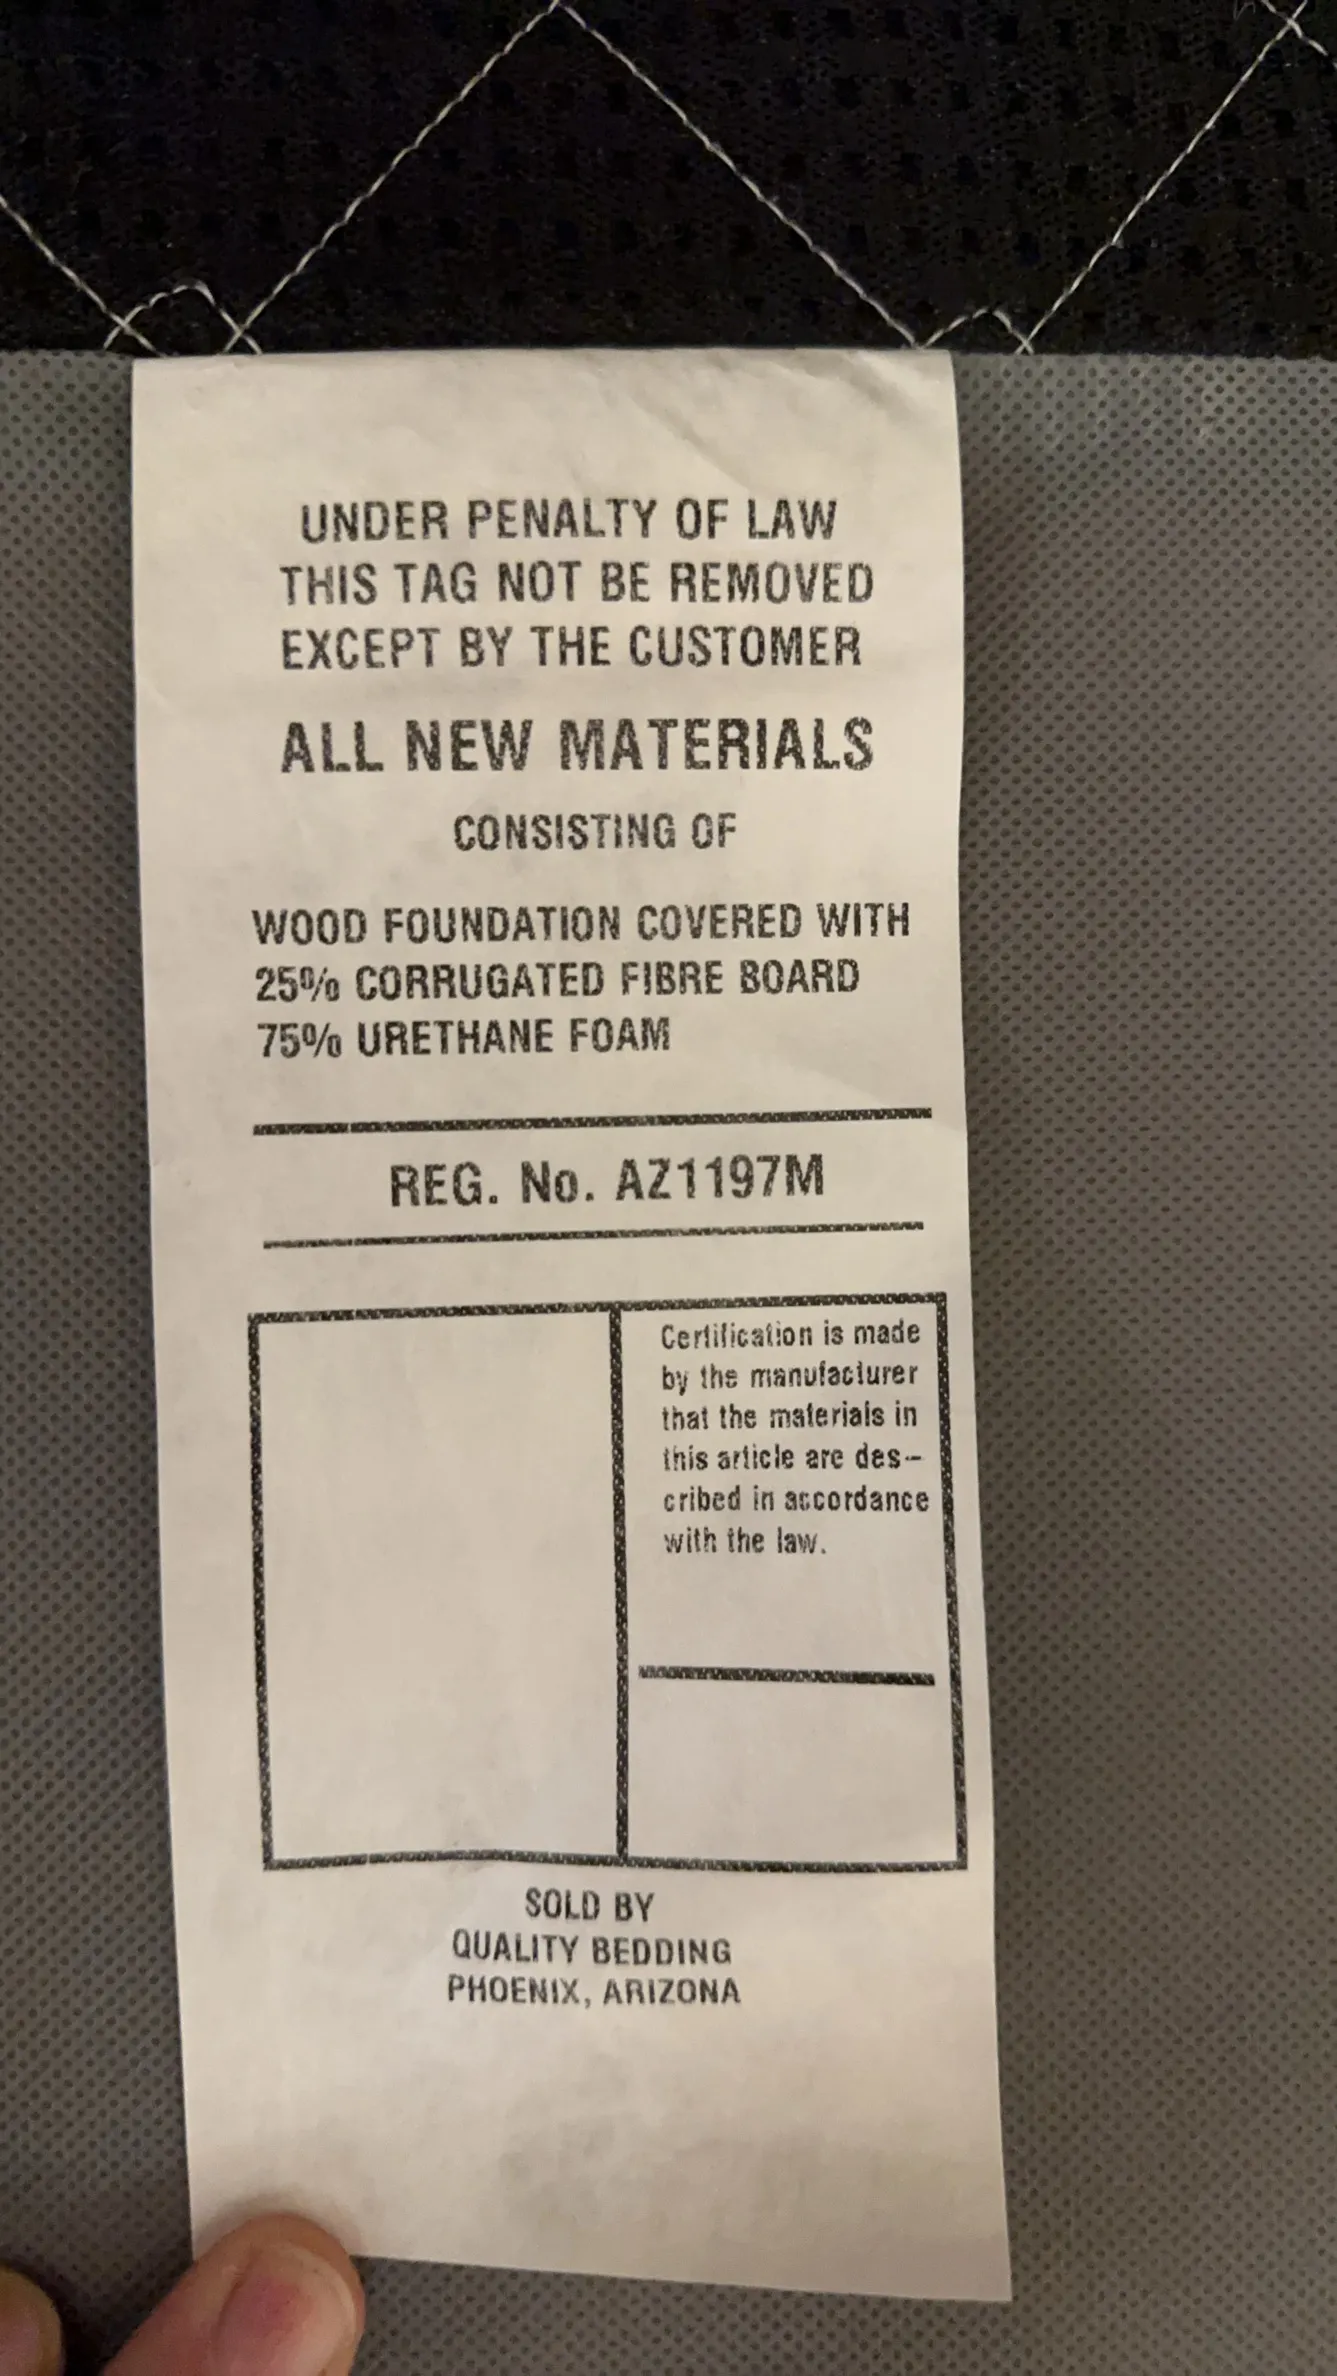 UNDER PENALTY OF LAW
THIS TAG NOT BE REMOVED
EXCEPT BY THE CUSTOMER
ALL NEW MATERIALS
CONSISTING OF
WOOD FOUNDATION COVERED WITH
25% CORRUGATED FIBRE BOARD
75% URETHANE FOAM
REG. No. AZ1197M
Certification is made
by the manufacturer
that the materials in
this article are des-
cribed in accordance
with the law.
SOLD BY
QUALITY BEDDING
PHOENIX, ARIZONA